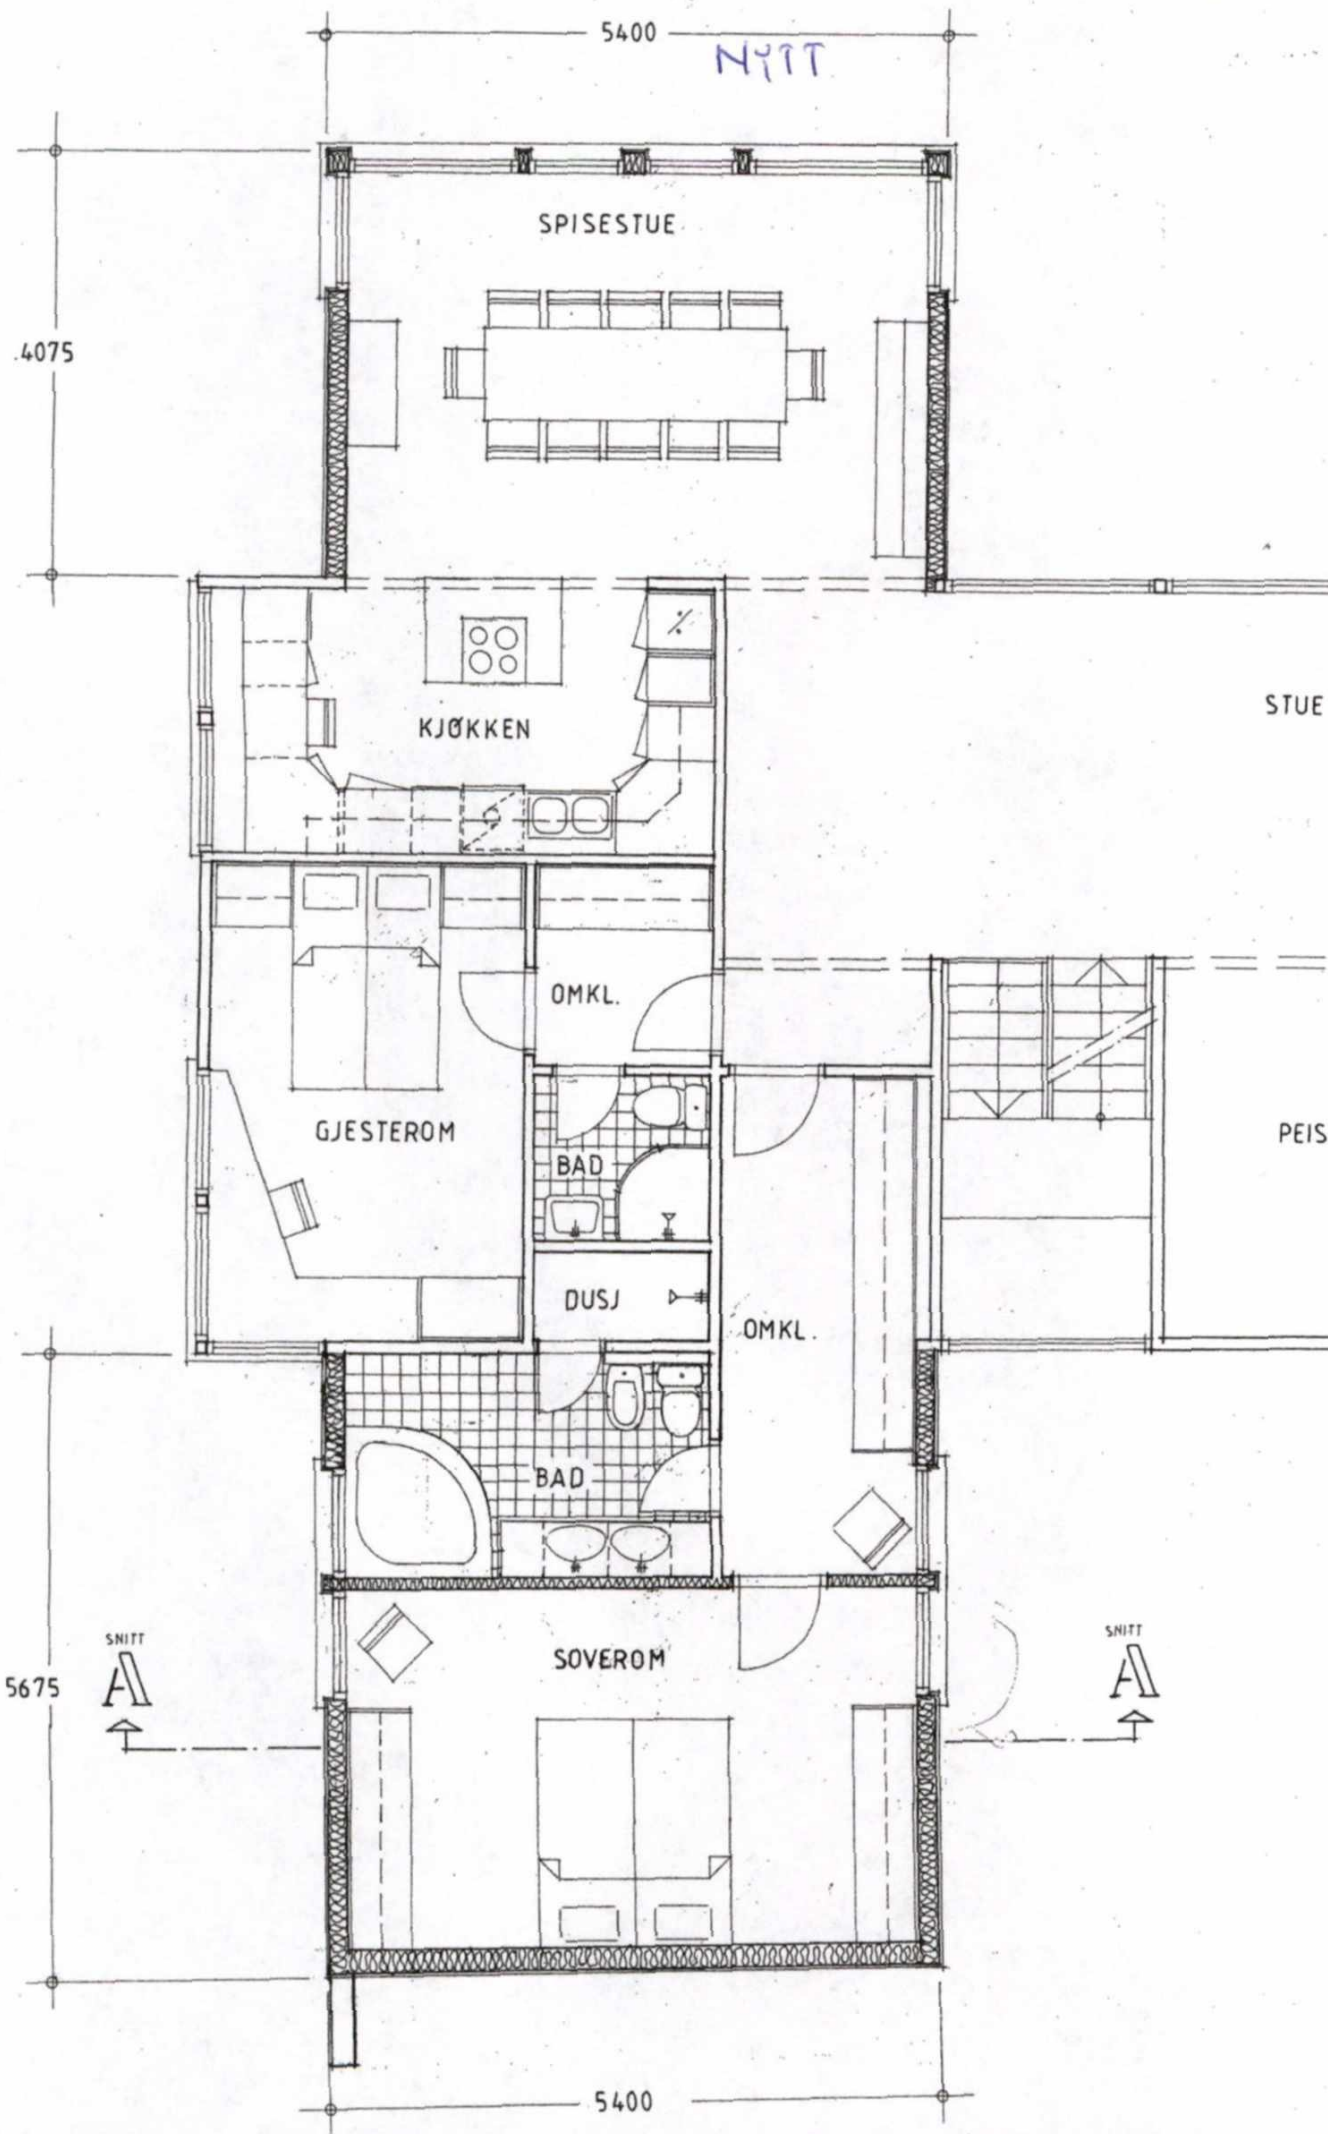 5400
NYTT
SPISESTUE
4075
STUE
KJØKKEN
OMKL.
GJESTEROM
PEIS
BAD
DUSJ
OMKL.
BAD
SNITT
A
SOVEROM
SNITT
A
5675
5400